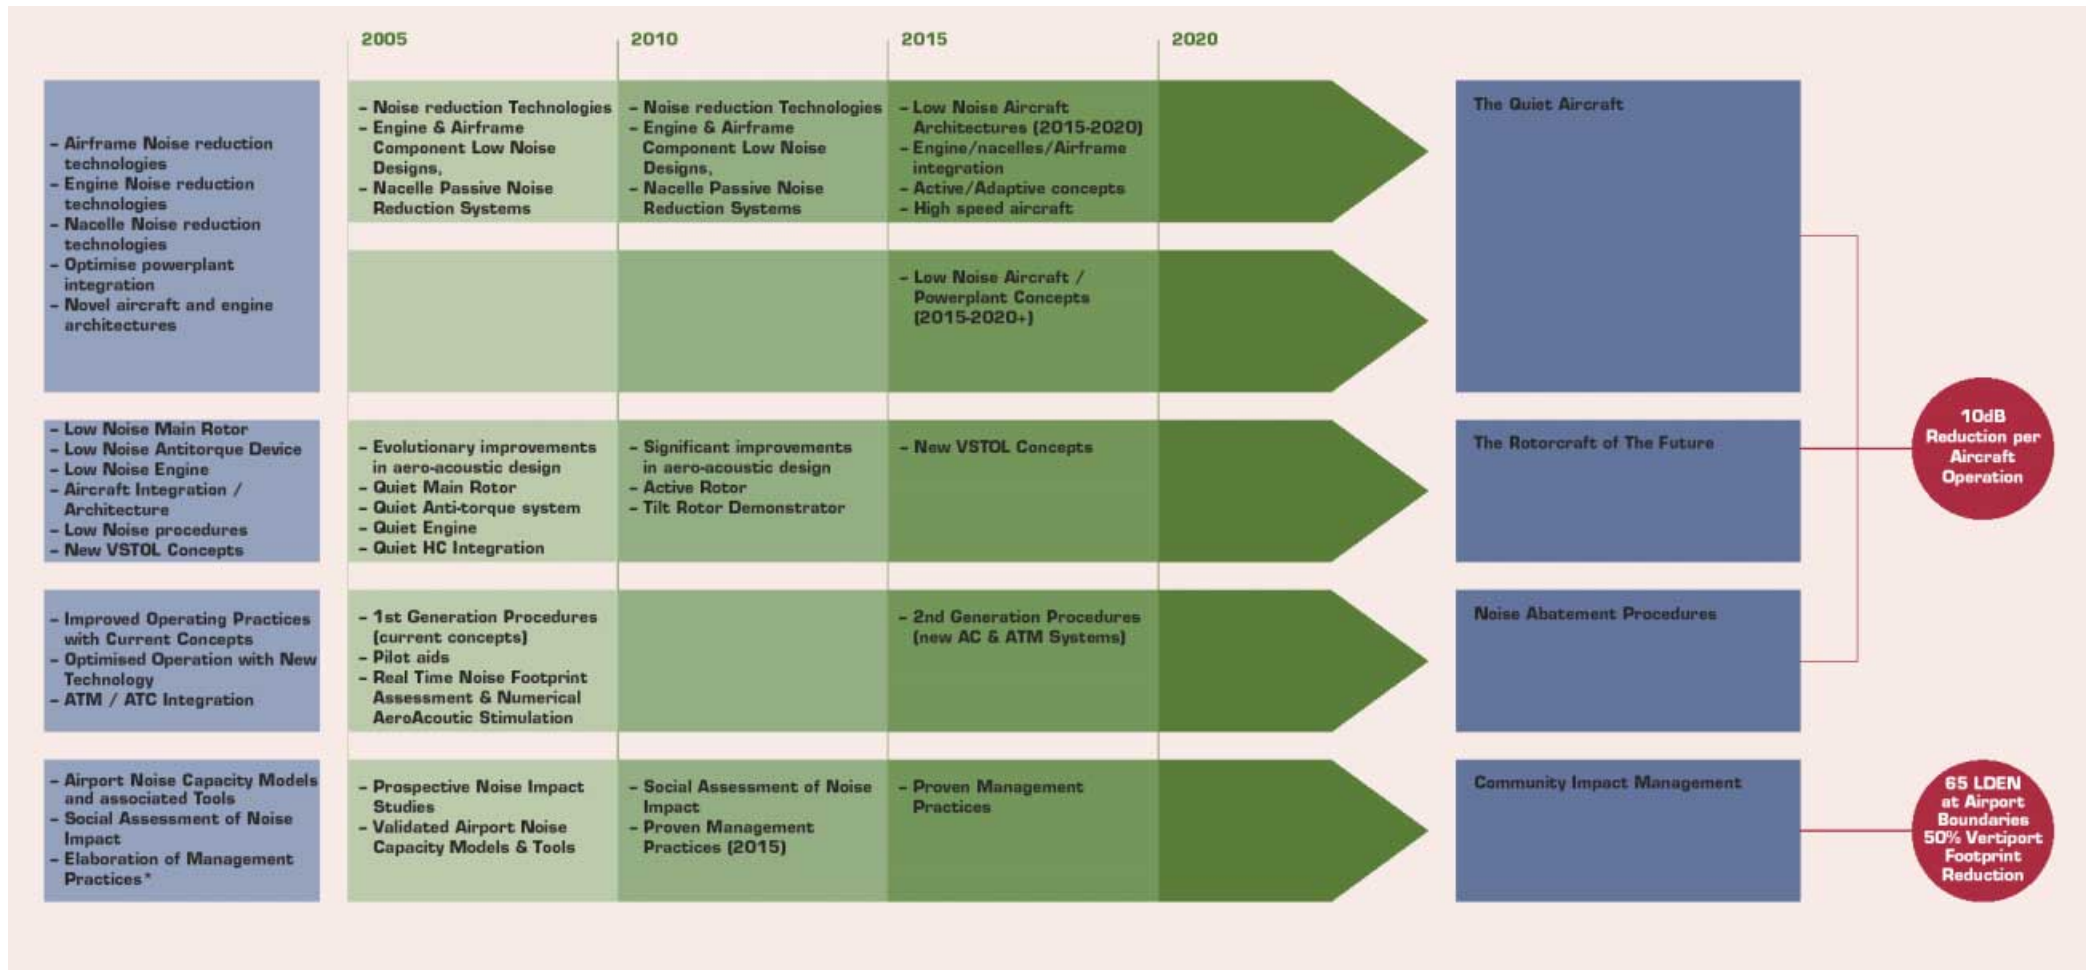 2005
2010
2015
2020
– Airframe Noise reduction
technologies
– Engine Noise reduction
technologies
– Nacelle Noise reduction
technologies
– Optimise powerplant
integration
– Novel aircraft and engine
architectures
– Noise reduction Technologies
– Engine & Airframe
Component Low Noise
Designs,
– Nacelle Passive Noise
Reduction Systems
– Noise reduction Technologies
– Engine & Airframe
Component Low Noise
Designs,
– Nacelle Passive Noise
Reduction Systems
– Low Noise Aircraft
Architectures (2015-2020)
– Engine/nacelles/Airframe
integration
– Active/Adaptive concepts
– High speed aircraft
– Low Noise Aircraft /
Powerplant Concepts
(2015-2020+)
The Quiet Aircraft
– Low Noise Main Rotor
– Low Noise Antitorque Device
– Low Noise Engine
– Aircraft Integration /
Architecture
– Low Noise procedures
– New VSTOL Concepts
– Evolutionary improvements
in aero-acoustic design
– Quiet Main Rotor
– Quiet Anti-torque system
– Quiet Engine
– Quiet HC Integration
– Significant improvements
in aero-acoustic design
– Active Rotor
– Tilt Rotor Demonstrator
– New VSTOL Concepts
The Rotorcraft of The Future
10dB
Reduction per
Aircraft
Operation
– Improved Operating Practices
with Current Concepts
– Optimised Operation with New
Technology
– ATM / ATC Integration
– 1st Generation Procedures
(current concepts)
– Pilot aids
– Real Time Noise Footprint
Assessment & Numerical
AeroAcoutic Stimulation
– 2nd Generation Procedures
(new AC & ATM Systems)
Noise Abatement Procedures
– Airport Noise Capacity Models
and associated Tools
– Social Assessment of Noise
Impact
– Elaboration of Management
Practices*
– Prospective Noise Impact
Studies
– Validated Airport Noise
Capacity Models & Tools
– Social Assessment of Noise
Impact
– Proven Management
Practices (2015)
– Proven Management
Practices
Community Impact Management
65 LDEN
at Airport
Boundaries
50% Vertiport
Footprint
Reduction